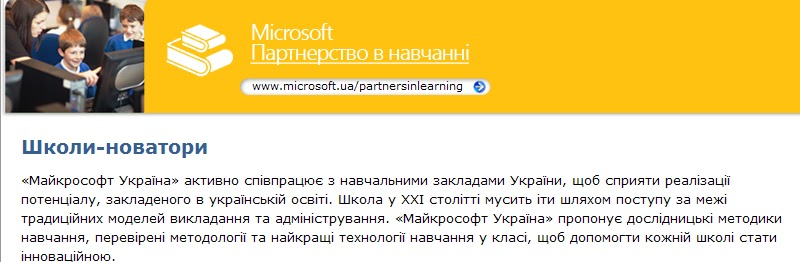 Microsoft
Партнерство в навчанні
www.microsoft.ua/partnersinlearning
Школи-новатори
«Майкрософт Україна» активно співпрацює з навчальними закладами України, щоб сприяти реалізації
потенціалу, закладеного в українській освіті. Школа у XXI столітті мусить іти шляхом поступу за межі
традиційних моделей викладання та адміністрування. «Майкрософт Україна» пропонує дослідницькі методики
навчання, перевірені методології та найкращі технології навчання у класі, щоб допомогти кожній школі стати
інноваційною.